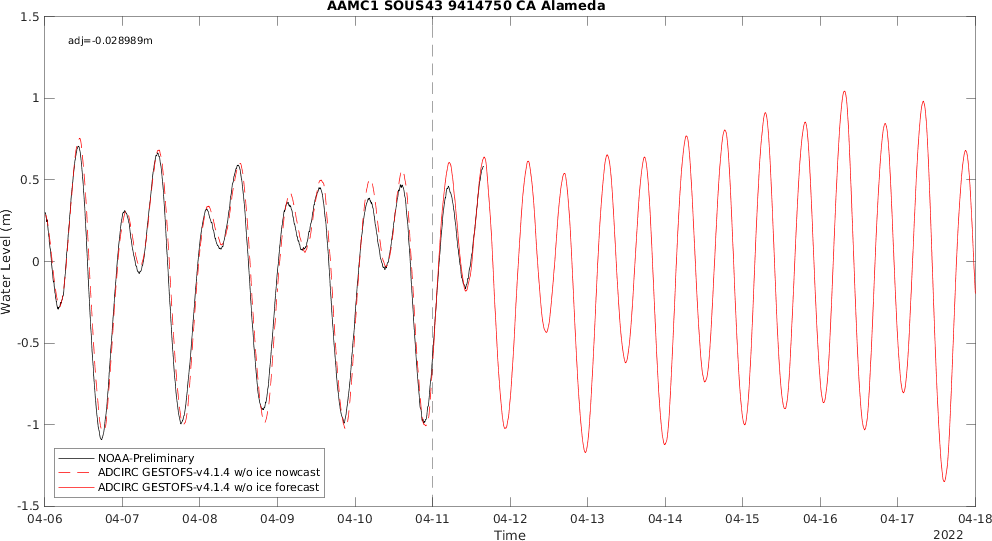 AAMC1 SOUS43 9414750 CA Alameda
adj=-0.028989m
1.5
1
0.5
0
-0.5
-1
-1.5
Water Level (m)
NOAA-Preliminary
ADCIRC GESTOFS-v4.1.4 w/o ice nowcast
ADCIRC GESTOFS-v4.1.4 w/o ice forecast
04-06 04-07 04-08 04-09 04-10 04-11 04-12 04-13 04-14 04-15 04-16 04-17 04-18
Time
2022